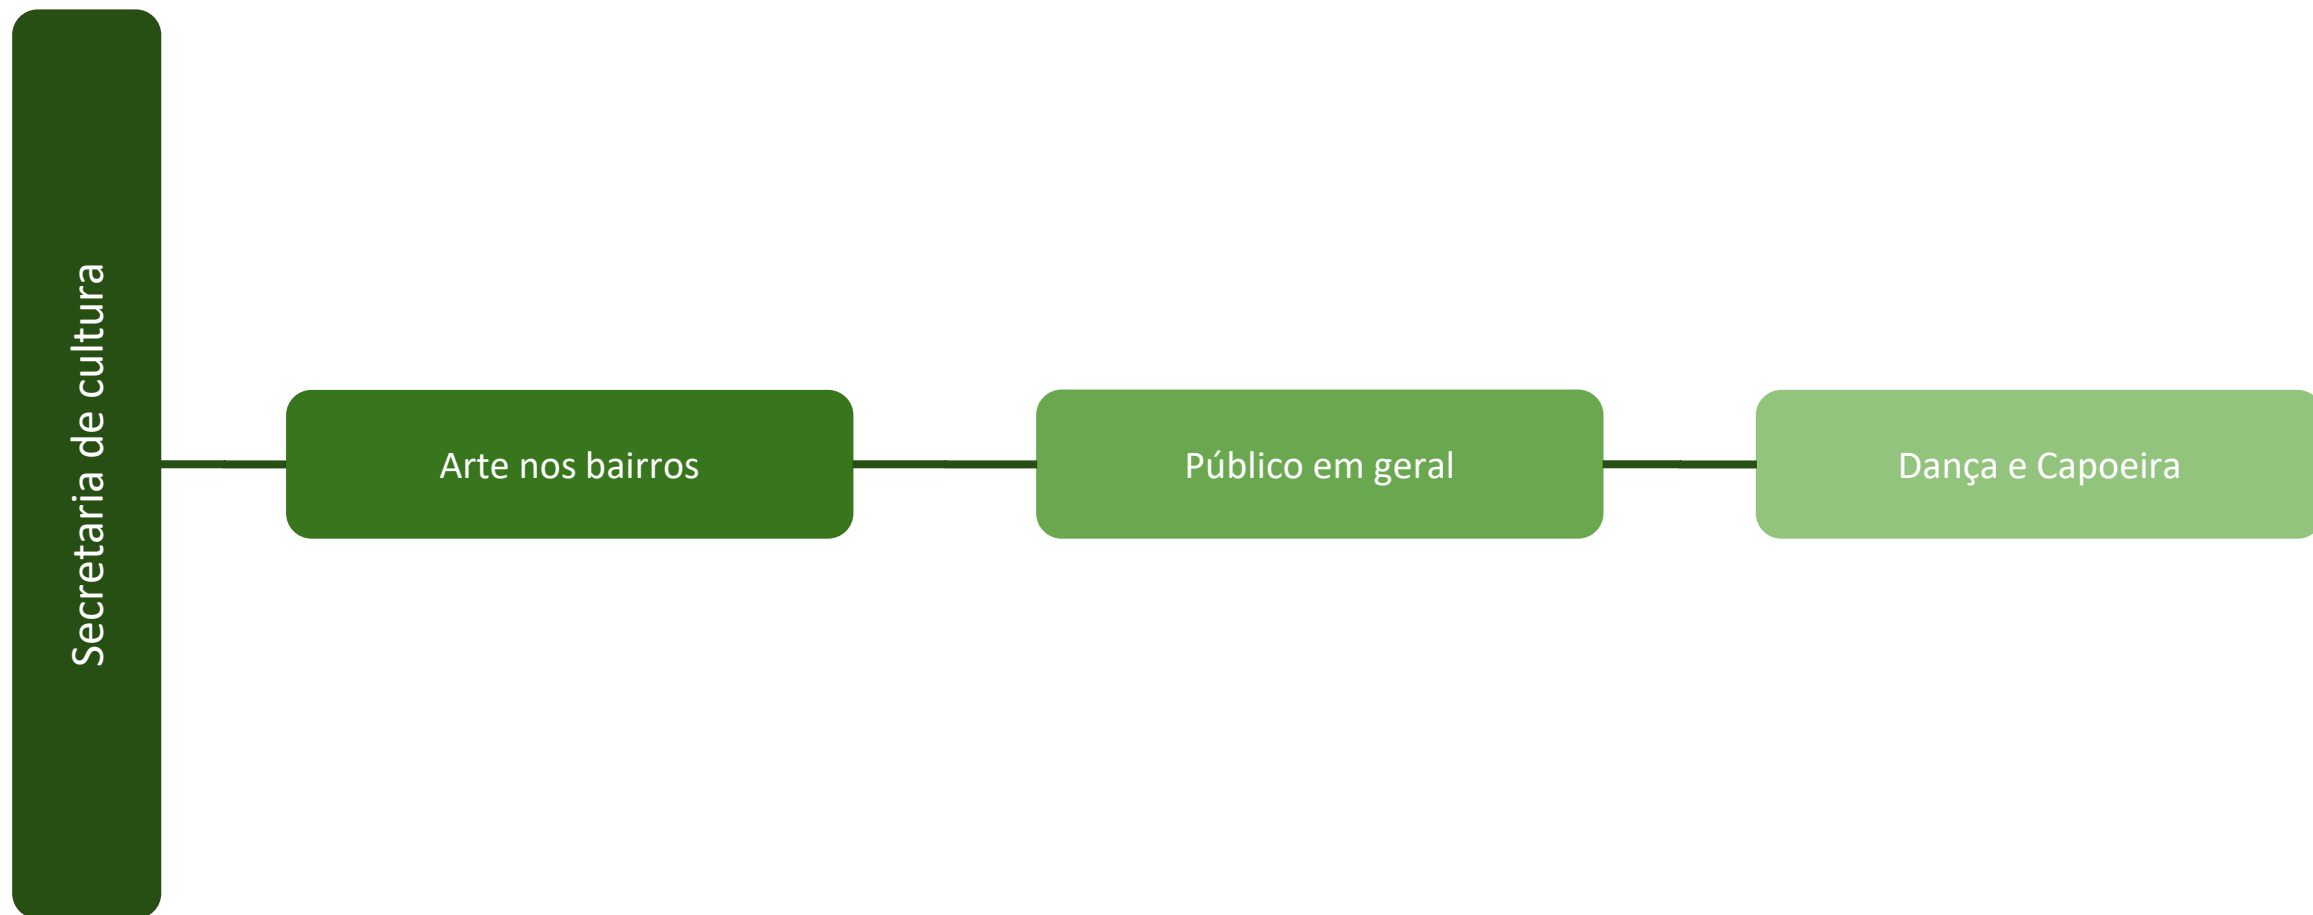 Secretaria de cultura
Arte nos bairros
Público em geral
Dança e Capoeira